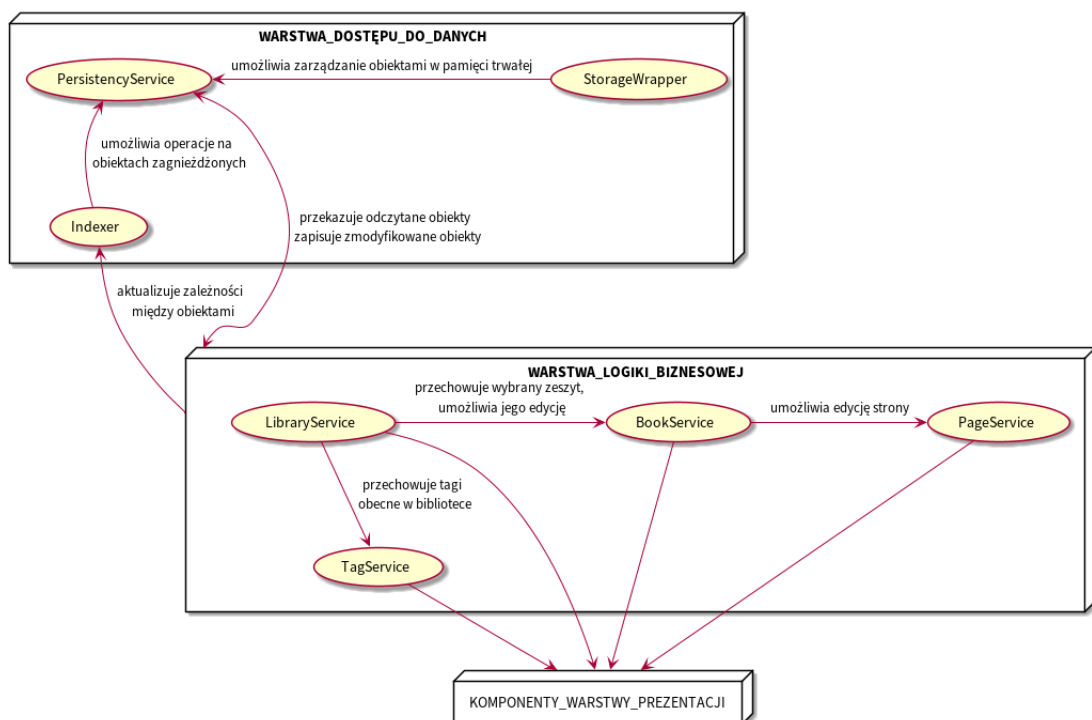 WARSTWA_DOSTĘPU_DO_DANYCH
PersistencyService
umożliwia zarządzanie obiektami w pamięci trwałej
StorageWrapper
umożliwia operacje na
obiektach zagnieżdżonych
Indexer
przekazuje odczytane obiekty
zapisuje zmodyfikowane obiekty
aktualizuje zależności
między obiektami
WARSTWA_LOGIKI_BIZNESOWEJ
przechowuje wybrany zeszyt,
umożliwia jego edycję
LibraryService
BookService
umożliwia edycję strony
PageService
przechowuje tagi
obecne w bibliotece
TagService
KOMPONENTY_WARSTWY_PREZENTACJI